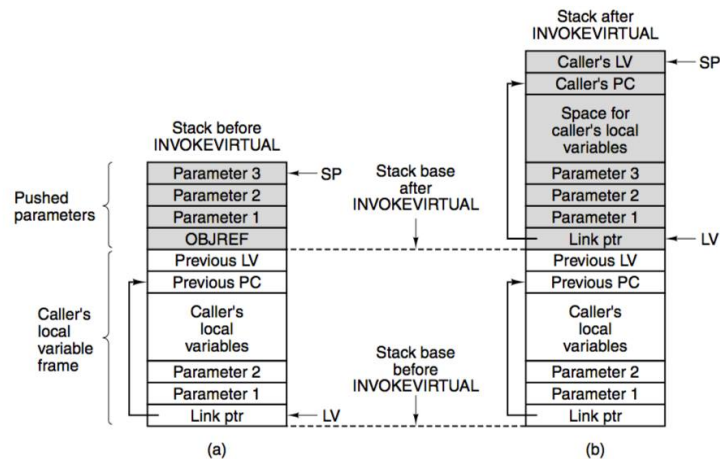 Stack before
INVOKEVIRTUAL
Pushed
parameters
Parameter 3
SP
Parameter 2
Parameter 1
OBJREF
Caller's
local
variable
frame
Previous LV
Previous PC
Caller's
local
variables
Parameter 2
Parameter 1
Link ptr
LV
(a)
Stack base
after
INVOKEVIRTUAL
Stack base
before
INVOKEVIRTUAL
Stack after
INVOKEVIRTUAL
Caller's LV
SP
Caller's PC
Space for
caller's local
variables
Parameter 3
Parameter 2
Parameter 1
Link ptr
LV
Previous LV
Previous PC
Caller's
local
variables
Parameter 2
Parameter 1
Link ptr
(b)